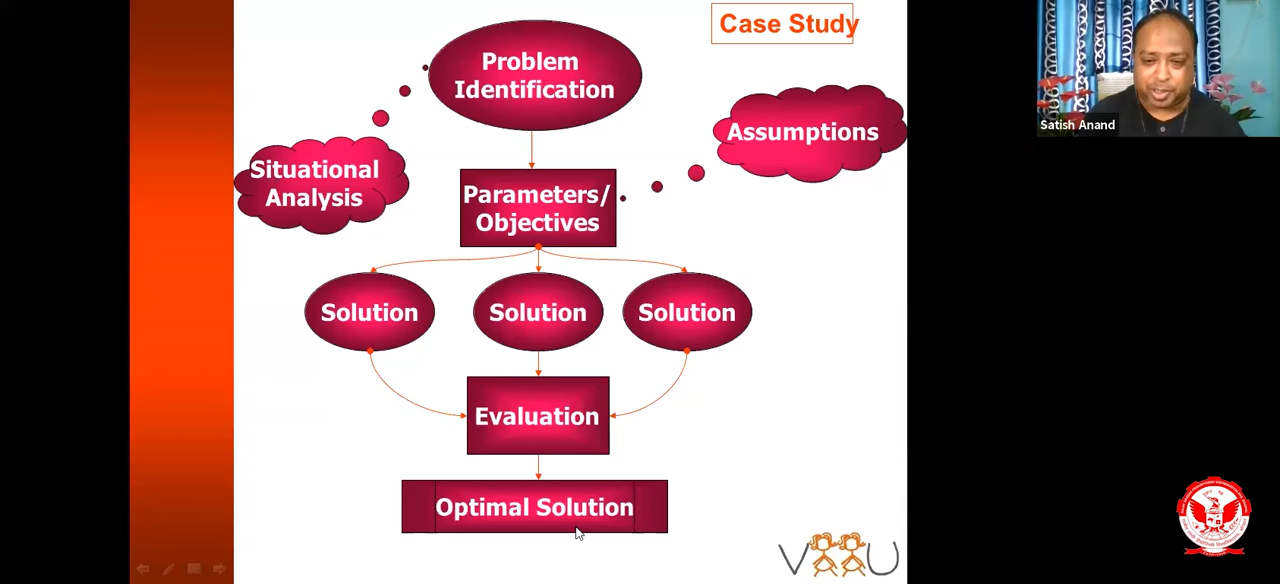 Case Study
Problem
Identification
Assumptions
Situational
Analysis
Parameters/
Objectives
Solution
Solution
Solution
Evaluation
Optimal Solution
Satish Anand